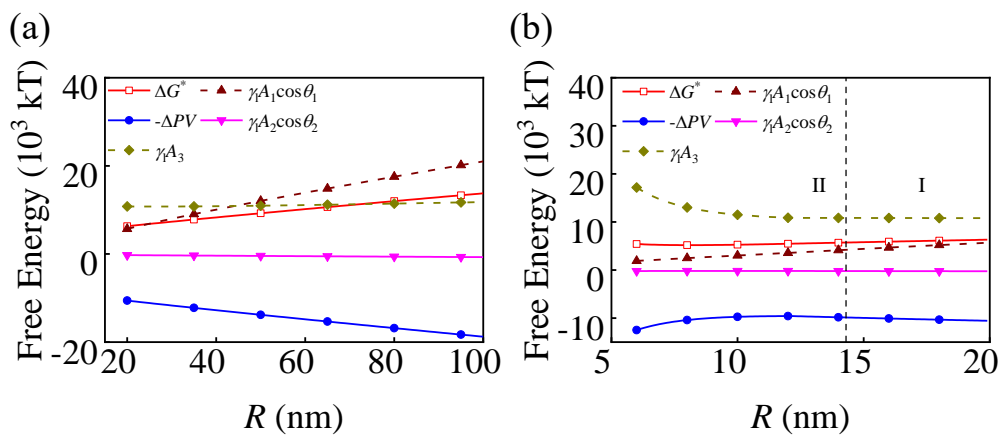 (a)
Free Energy (10³ kT)
40
20
0
-20
ΔG*
γ₁A₁cosθ₁
-ΔPV
γ₁A₂cosθ₂
γ₁A₃
20
40
60
80
100
R (nm)
(b)
Free Energy (10³ kT)
40
30
20
10
0
-10
ΔG*
γ₁A₁cosθ₁
-ΔPV
γ₁A₂cosθ₂
γ₁A₃
II
I
5
10
15
20
R (nm)